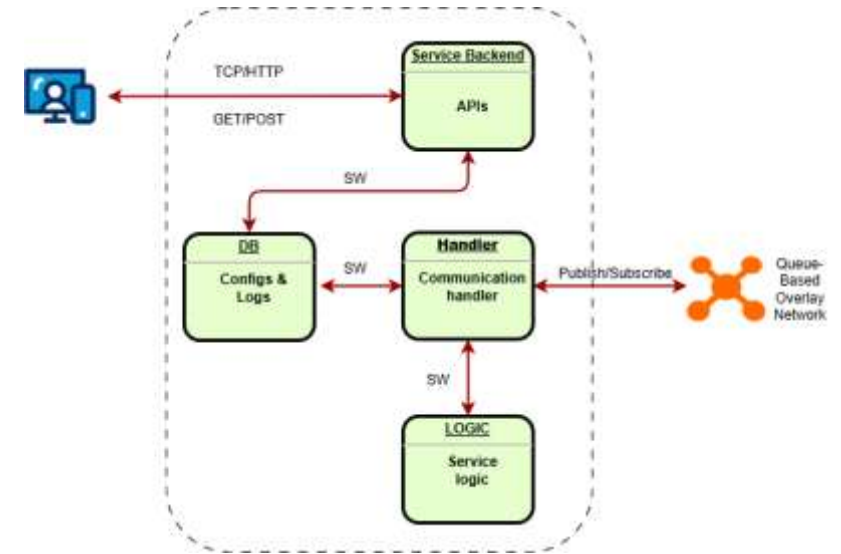 Service Backend
TCP/HTTP
APIs
GET/POST
SW
DB
Configs &
Logs
SW
Handler
Communication
handler
Publish/Subscribe
Queue-
Based
Overlay
Network
SW
LOGIC
Service
logic